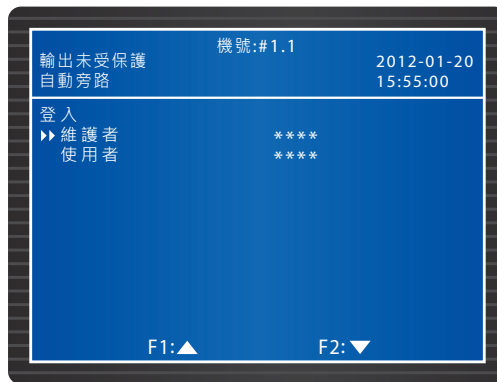 機號:#1.1
輸出未受保護 2012-01-20
自動旁路 15:55:00
登入
維護者 ****
使用者 ****
F1:▲ F2:▼